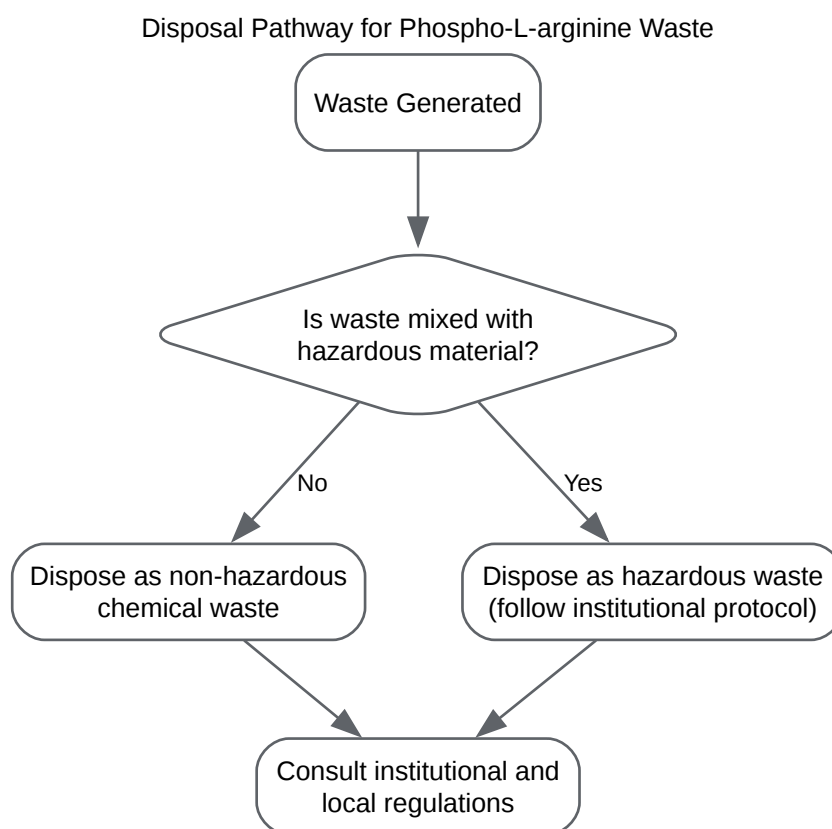 Disposal Pathway for Phospho-L-arginine Waste
Waste Generated
Is waste mixed with
hazardous material?
No
Yes
Dispose as non-hazardous
chemical waste
Dispose as hazardous waste
(follow institutional protocol)
Consult institutional and
local regulations